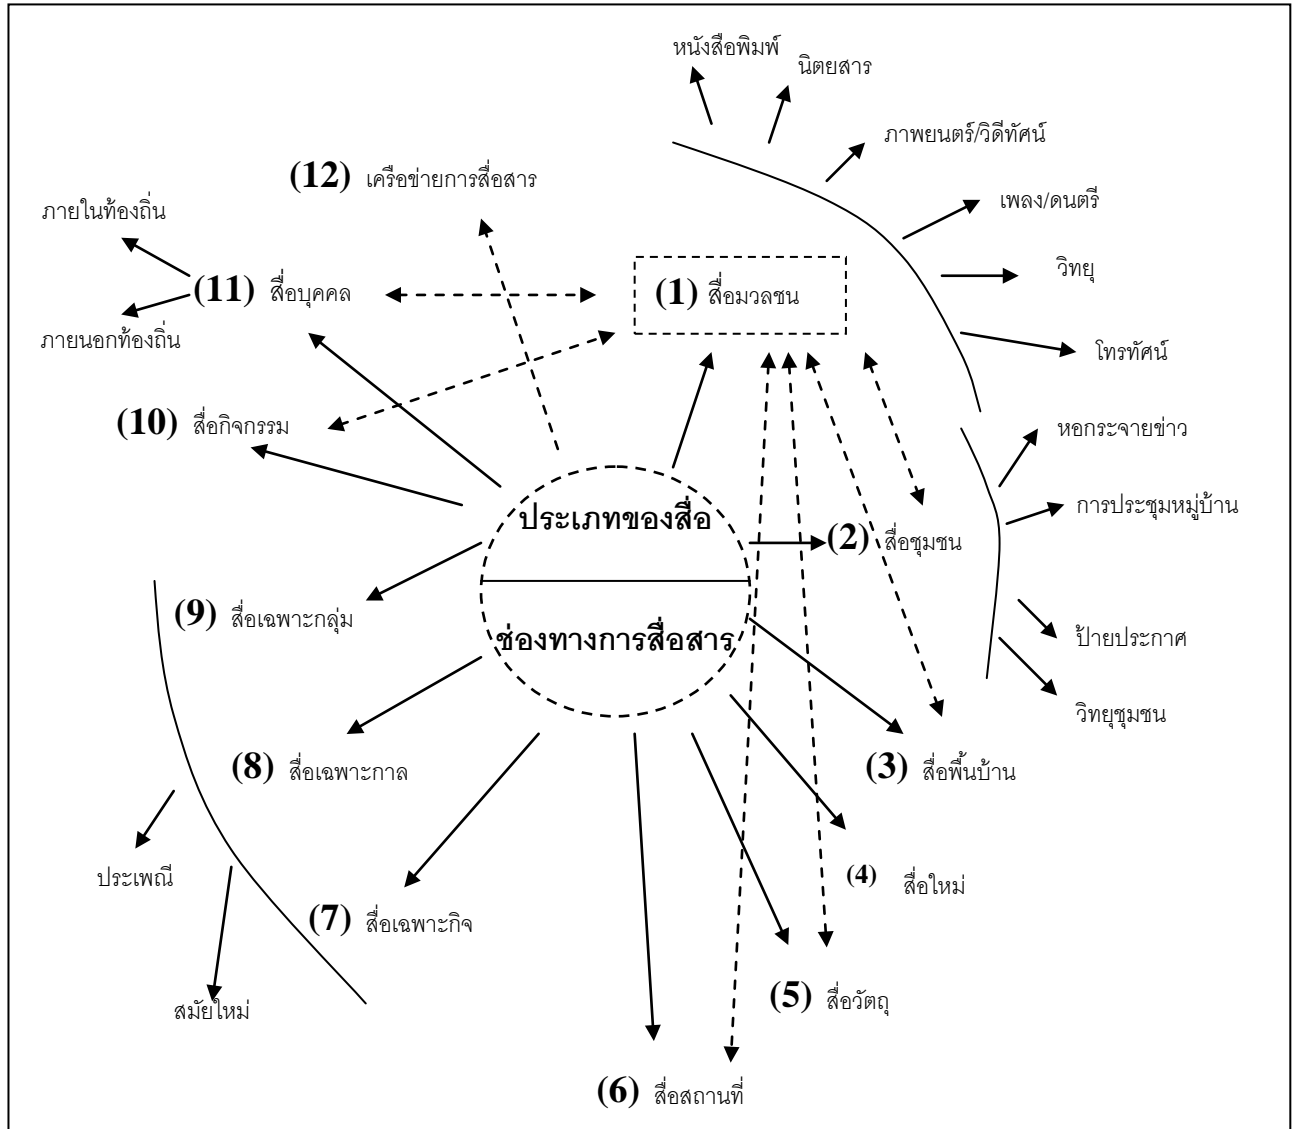 หนังสือพิมพ์
นิตยสาร
ภาพยนตร์/วิดีทัศน์
(12) เครือข่ายการสื่อสาร
เพลง/ดนตรี
ภายในท้องถิ่น
วิทยุ
(11) สื่อบุคคล
(1) สื่อมวลชน
ภายนอกท้องถิ่น
โทรทัศน์
(10) สื่อกิจกรรม
หอกระจายข่าว
การประชุมหมู่บ้าน
ประเภทของสื่อ
(2) สื่อชุมชน
(9) สื่อเฉพาะกลุ่ม
ช่องทางการสื่อสาร
ป้ายประกาศ
วิทยุชุมชน
(8) สื่อเฉพาะกาล
(3) สื่อพื้นบ้าน
ประเพณี
(4) สื่อใหม่
(7) สื่อเฉพาะกิจ
(5) สื่อวัตถุ
สมัยใหม่
(6) สื่อสถานที่